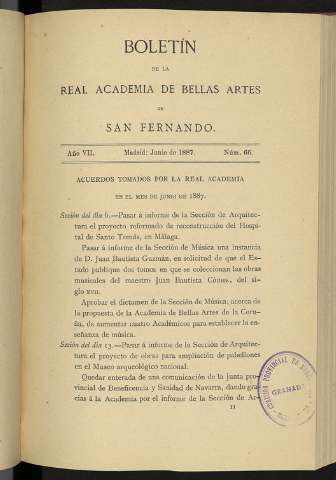 BOLETÍN
DE LA
REAL ACADEMIA DE BELLAS ARTES
DE
SAN FERNANDO.
Año VII. Madrid: Junio de 1887. Núm. 66.
ACUERDOS TOMADOS POR LA REAL ACADEMIA
EN EL MES DE JUNIO DE 1887.
Sesión del día 6.—Pasar á informe de la Sección de Arquitec-
tura el proyecto reformado de reconstrucción del Hospi-
tal de Santo Tomás, en Málaga.
Pasar á informe de la Sección de Música una instancia
de D. Juan Bautista Guzmán, en solicitud de que el Es-
tado publique dos tomos en que se coleccionan las obras
musicales del maestro Juan Bautista Comes, del si-
glo XVII.
Aprobar el dictamen de la Sección de Música, acerca de
la propuesta de la Academia de Bellas Artes de la Coru-
ña, de aumentar cuatro Académicos para establecer la en-
señanza de música.
Sesión del día 13.—Pasar á informe de la Sección de Arquitec-
tura el proyecto de obras para ampliación de pabellones
en el Museo arqueológico nacional.
Quedar enterada de una comunicación de la Junta pro-
vincial de Beneficencia y Sanidad de Navarra, dando gra-
cias á la Academia por el informe de la Sección de Ar-
11
PROVINCIAL DE
GRANADA